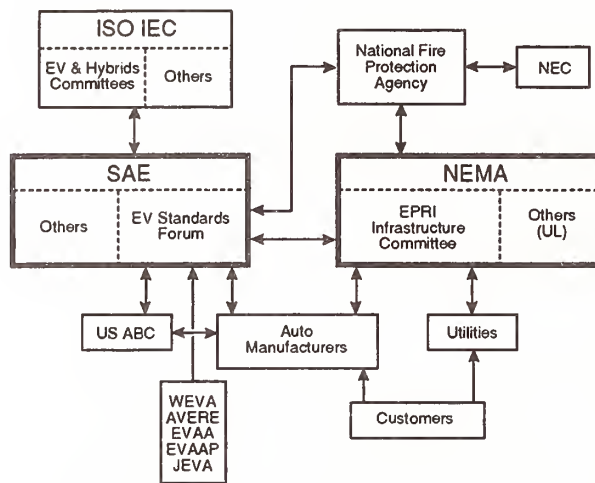 ISO IEC
EV & Hybrids
Committees
Others
National Fire
Protection
Agency
NEC
SAE
Others
EV Standards
Forum
NEMA
EPRI
Infrastructure
Committee
Others
(UL)
US ABC
Auto
Manufacturers
Utilities
WEVA
AVERE
EVAA
EVAAP
JEVA
Customers